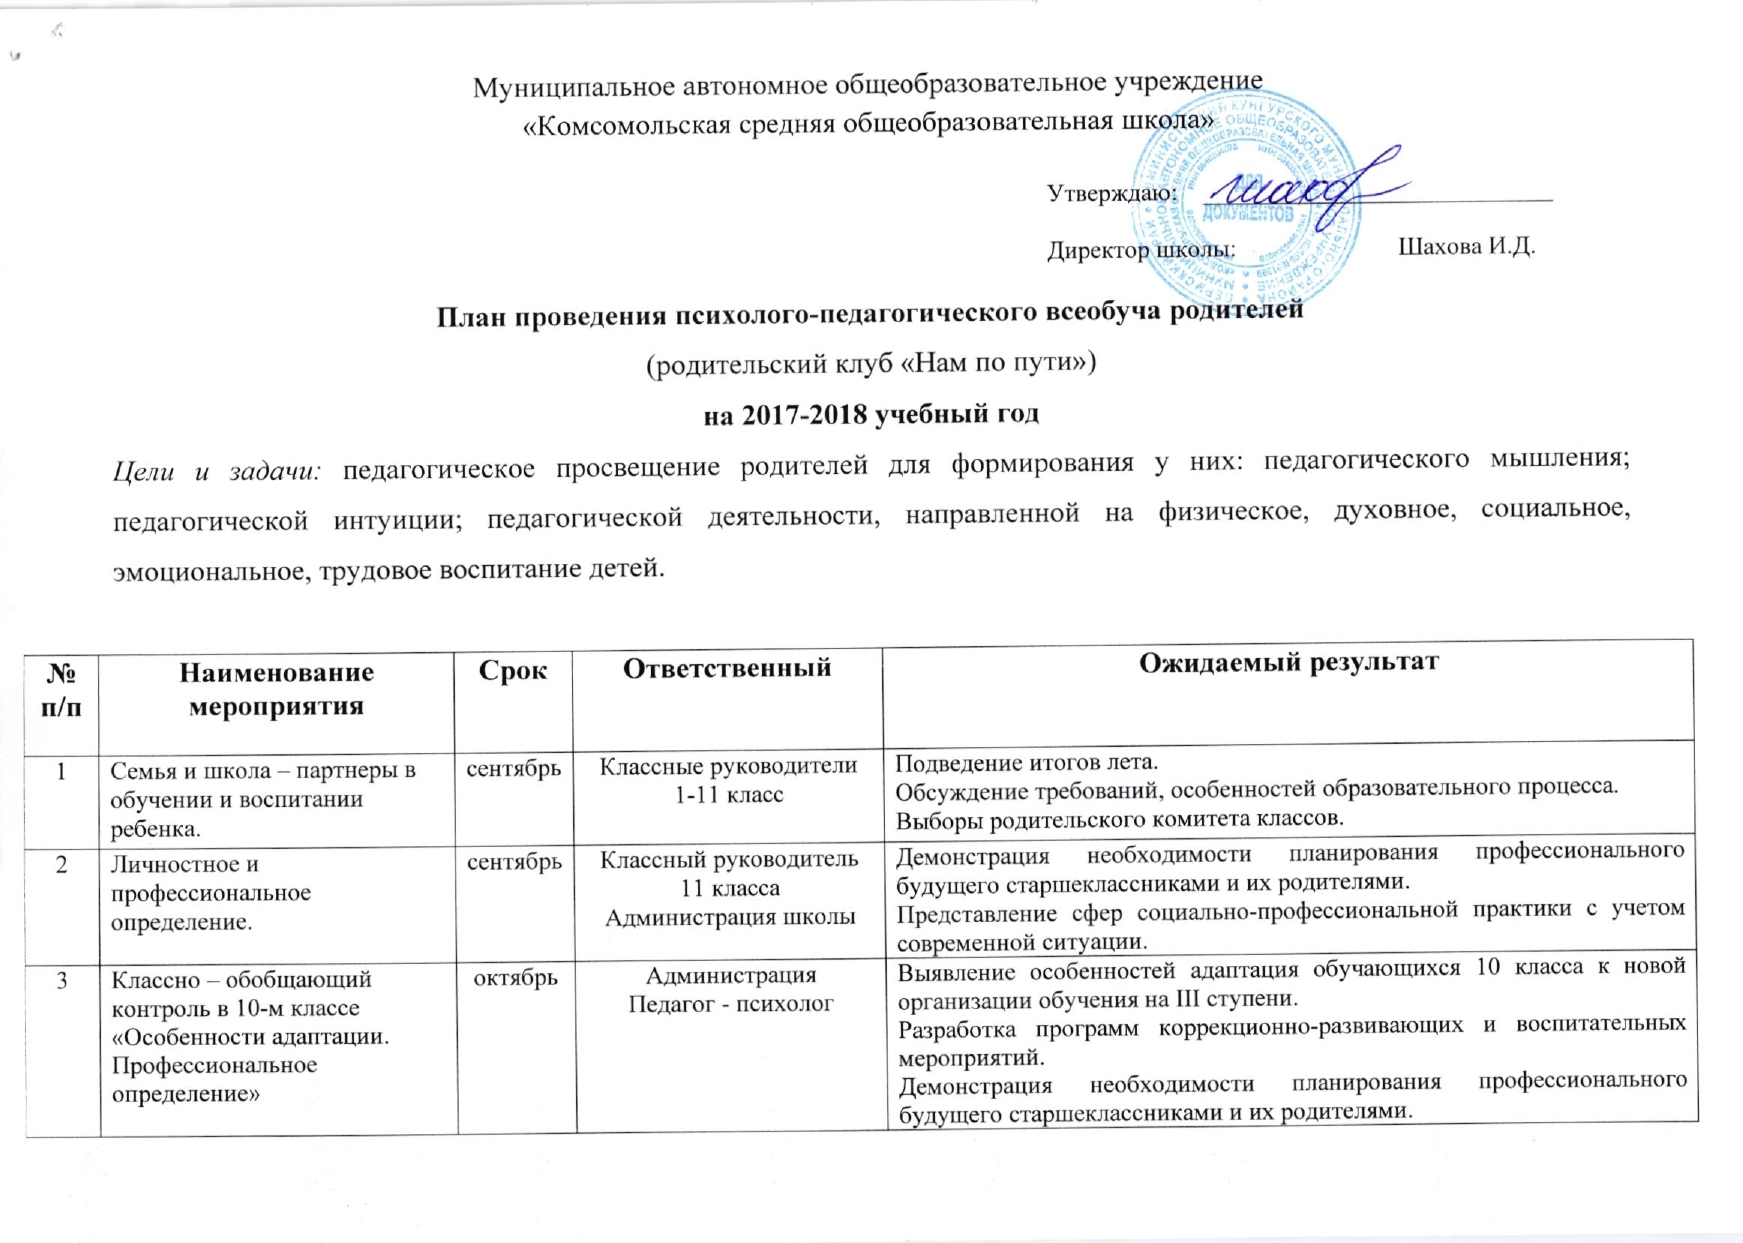 Муниципальное автономное общеобразовательное учреждение
«Комсомольская средняя общеобразовательная школа»
Утверждаю:
ДОКУМЕНТОВ
Директор школы: Шахова И.Д.
План проведения психолого-педагогического всеобуча родителей
(родительский клуб «Нам по пути»)
на 2017-2018 учебный год
Цели и задачи: педагогическое просвещение родителей для формирования у них: педагогического мышления;
педагогической интуиции; педагогической деятельности, направленной на физическое, духовное, социальное,
эмоциональное, трудовое воспитание детей.
№
п/п
Наименование
мероприятия
Срок
Ответственный
Ожидаемый результат
1
Семья и школа – партнеры в
обучении и воспитании
ребенка.
сентябрь
Классные руководители
1-11 класс
Подведение итогов лета.
Обсуждение требований, особенностей образовательного процесса.
Выборы родительского комитета классов.
2
Личностное и
профессиональное
определение.
сентябрь
Классный руководитель
11 класса
Администрация школы
Демонстрация необходимости планирования профессионального
будущего старшеклассниками и их родителями.
Представление сфер социально-профессиональной практики с учетом
современной ситуации.
3
Классно – обобщающий
контроль в 10-м классе
«Особенности адаптации.
Профессиональное
определение»
октябрь
Администрация
Педагог - психолог
Выявление особенностей адаптация обучающихся 10 класса к новой
организации обучения на III ступени.
Разработка программ коррекционно-развивающих и воспитательных
мероприятий.
Демонстрация необходимости планирования профессионального
будущего старшеклассниками и их родителями.